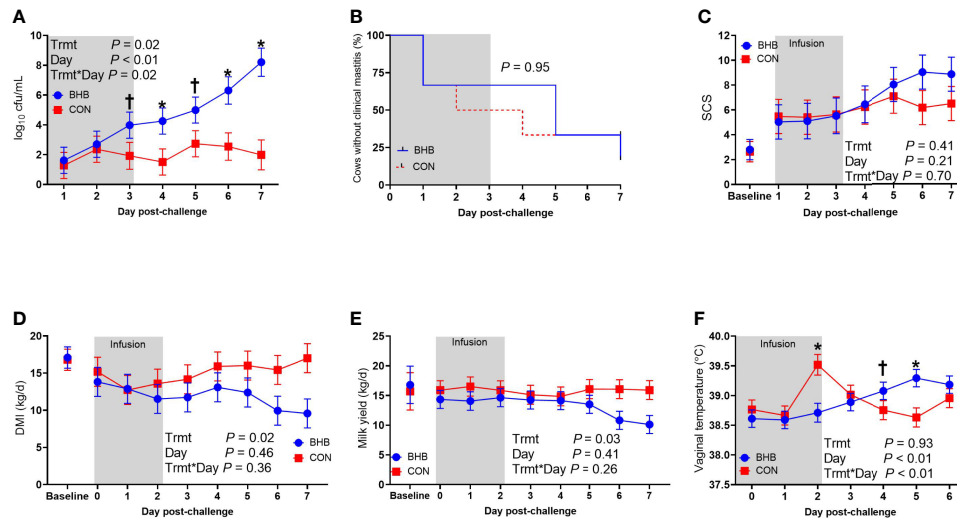 A
Trmt P = 0.02
Day P < 0.01
Trmt*Day P = 0.02
BHB
CON
† * † * *
log10 cfu/mL
10
8
6
4
2
0
1 2 3 4 5 6 7
Day post-challenge
B
Cows without clinical mastitis (%)
100
75
50
25
0
P = 0.95
BHB
CON
0 1 2 3 4 5 6 7
Day post-challenge
C
BHB
CON
Infusion
SCS
12
10
8
6
4
2
0
Trmt P = 0.41
Day P = 0.21
Trmt*Day P = 0.70
Baseline 1 2 3 4 5 6 7
Day post-challenge
D
Infusion
DMI (kg/d)
20
15
10
5
0
Trmt P = 0.02
Day P = 0.46
Trmt*Day P = 0.36
BHB
CON
Baseline 0 1 2 3 4 5 6 7
Day post-challenge
E
Infusion
Milk yield (kg/d)
30
25
20
15
10
5
0
Trmt P = 0.03
Day P = 0.41
Trmt*Day P = 0.26
BHB
CON
Baseline 0 1 2 3 4 5 6 7
Day post-challenge
F
Infusion
* † *
Vaginal temperature (°C)
40.0
39.5
39.0
38.5
38.0
37.5
BHB
CON
Trmt P = 0.93
Day P < 0.01
Trmt*Day P < 0.01
0 1 2 3 4 5 6
Day post-challenge